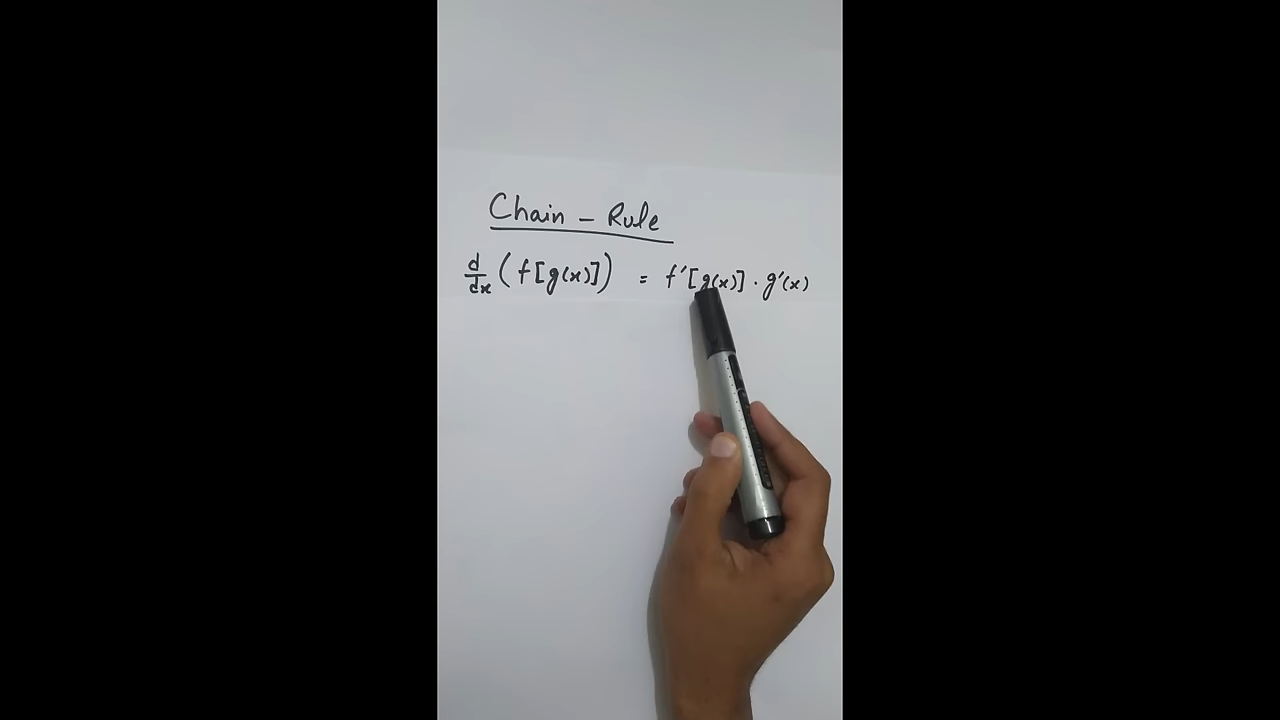 Chain - Rule
d/dx (f[g(x)]) = f'[g(x)] · g'(x)